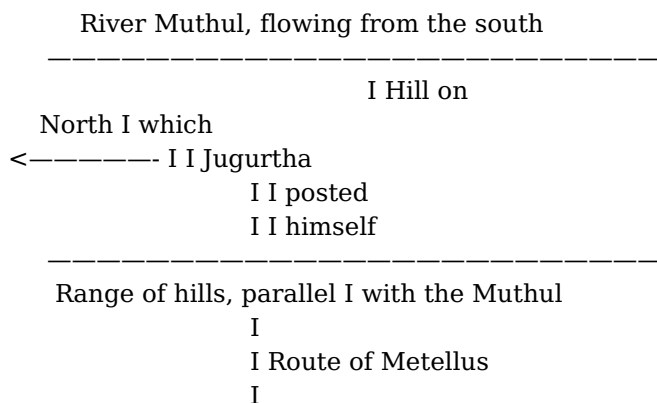 River Muthul, flowing from the south
—————————————————————————
I Hill on
North I which
<—————- I I Jugurtha
I I posted
I I himself
—————————————————————————
Range of hills, parallel I with the Muthul
I
I Route of Metellus
I